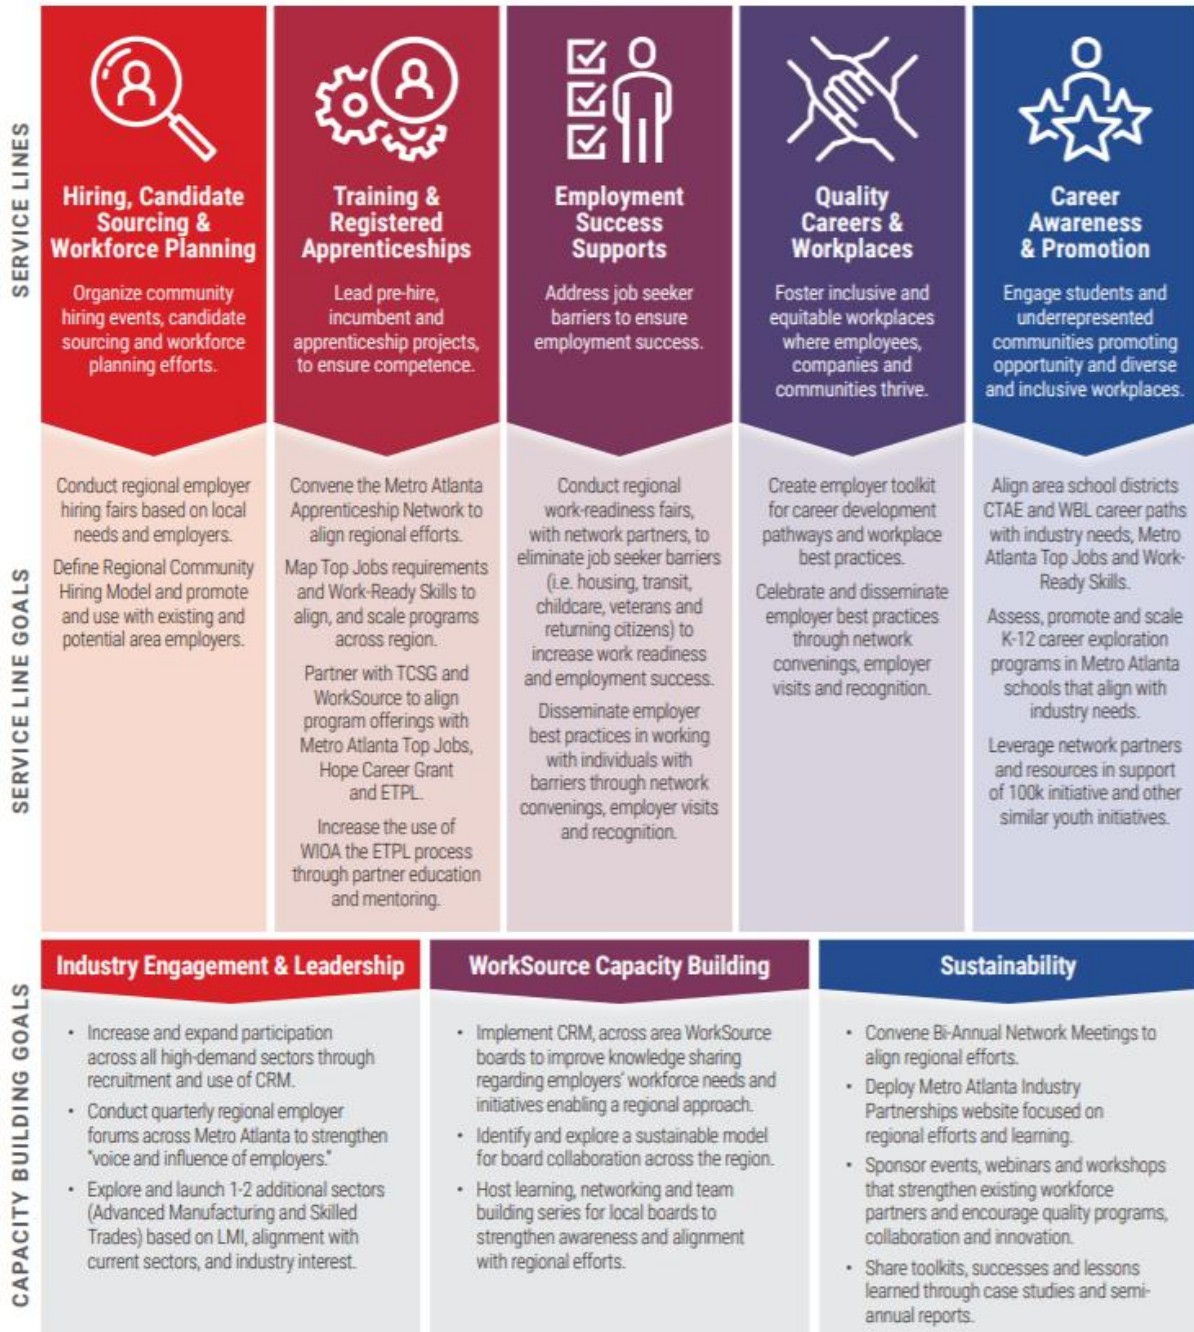 SERVICE LINES
Hiring, Candidate
Sourcing &
Workforce Planning
Organize community
hiring events, candidate
sourcing and workforce
planning efforts.
Training &
Registered
Apprenticeships
Lead pre-hire,
incumbent and
apprenticeship projects,
to ensure competence.
Employment
Success
Supports
Address job seeker
barriers to ensure
employment success.
Quality
Careers &
Workplaces
Foster inclusive and
equitable workplaces
where employees,
companies and
communities thrive.
Career
Awareness
& Promotion
Engage students and
underrepresented
communities promoting
opportunity and diverse
and inclusive workplaces.
SERVICE LINE GOALS
Conduct regional employer
hiring fairs based on local
needs and employers.
Define Regional Community
Hiring Model and promote
and use with existing and
potential area employers.
Convene the Metro Atlanta
Apprenticeship Network to
align regional efforts.
Map Top Jobs requirements
and Work-Ready Skills to
align, and scale programs
across region.
Partner with TCSG and
WorkSource to align
program offerings with
Metro Atlanta Top Jobs,
Hope Career Grant
and ETPL.
Increase the use of
WIOA the ETPL process
through partner education
and mentoring.
Conduct regional
work-readiness fairs,
with network partners, to
eliminate job seeker barriers
(i.e. housing, transit,
childcare, veterans and
returning citizens) to
increase work readiness
and employment success.
Disseminate employer
best practices in working
with individuals with
barriers through network
convenings, employer visits
and recognition.
Create employer toolkit
for career development
pathways and workplace
best practices.
Celebrate and disseminate
employer best practices
through network
convenings, employer
visits and recognition.
Align area school districts
CTAE and WBL career paths
with industry needs, Metro
Atlanta Top Jobs and Work-
Ready Skills.
Assess, promote and scale
K-12 career exploration
programs in Metro Atlanta
schools that align with
industry needs.
Leverage network partners
and resources in support
of 100k initiative and other
similar youth initiatives.
CAPACITY BUILDING GOALS
Industry Engagement & Leadership
• Increase and expand participation
across all high-demand sectors through
recruitment and use of CRM.
• Conduct quarterly regional employer
forums across Metro Atlanta to strengthen
"voice and influence of employers."
• Explore and launch 1-2 additional sectors
(Advanced Manufacturing and Skilled
Trades) based on LMI, alignment with
current sectors, and industry interest.
WorkSource Capacity Building
• Implement CRM, across area WorkSource
boards to improve knowledge sharing
regarding employers' workforce needs and
initiatives enabling a regional approach.
• Identify and explore a sustainable model
for board collaboration across the region.
• Host learning, networking and team
building series for local boards to
strengthen awareness and alignment
with regional efforts.
Sustainability
• Convene Bi-Annual Network Meetings to
align regional efforts.
• Deploy Metro Atlanta Industry
Partnerships website focused on
regional efforts and learning.
• Sponsor events, webinars and workshops
that strengthen existing workforce
partners and encourage quality programs,
collaboration and innovation.
• Share toolkits, successes and lessons
learned through case studies and semi-
annual reports.